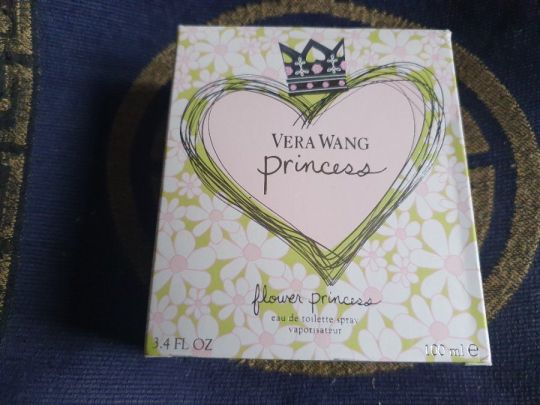 VERA WANG
princess
flower princess
eau de toilette spray
vaporisateur
3.4 FL OZ
100 ml e